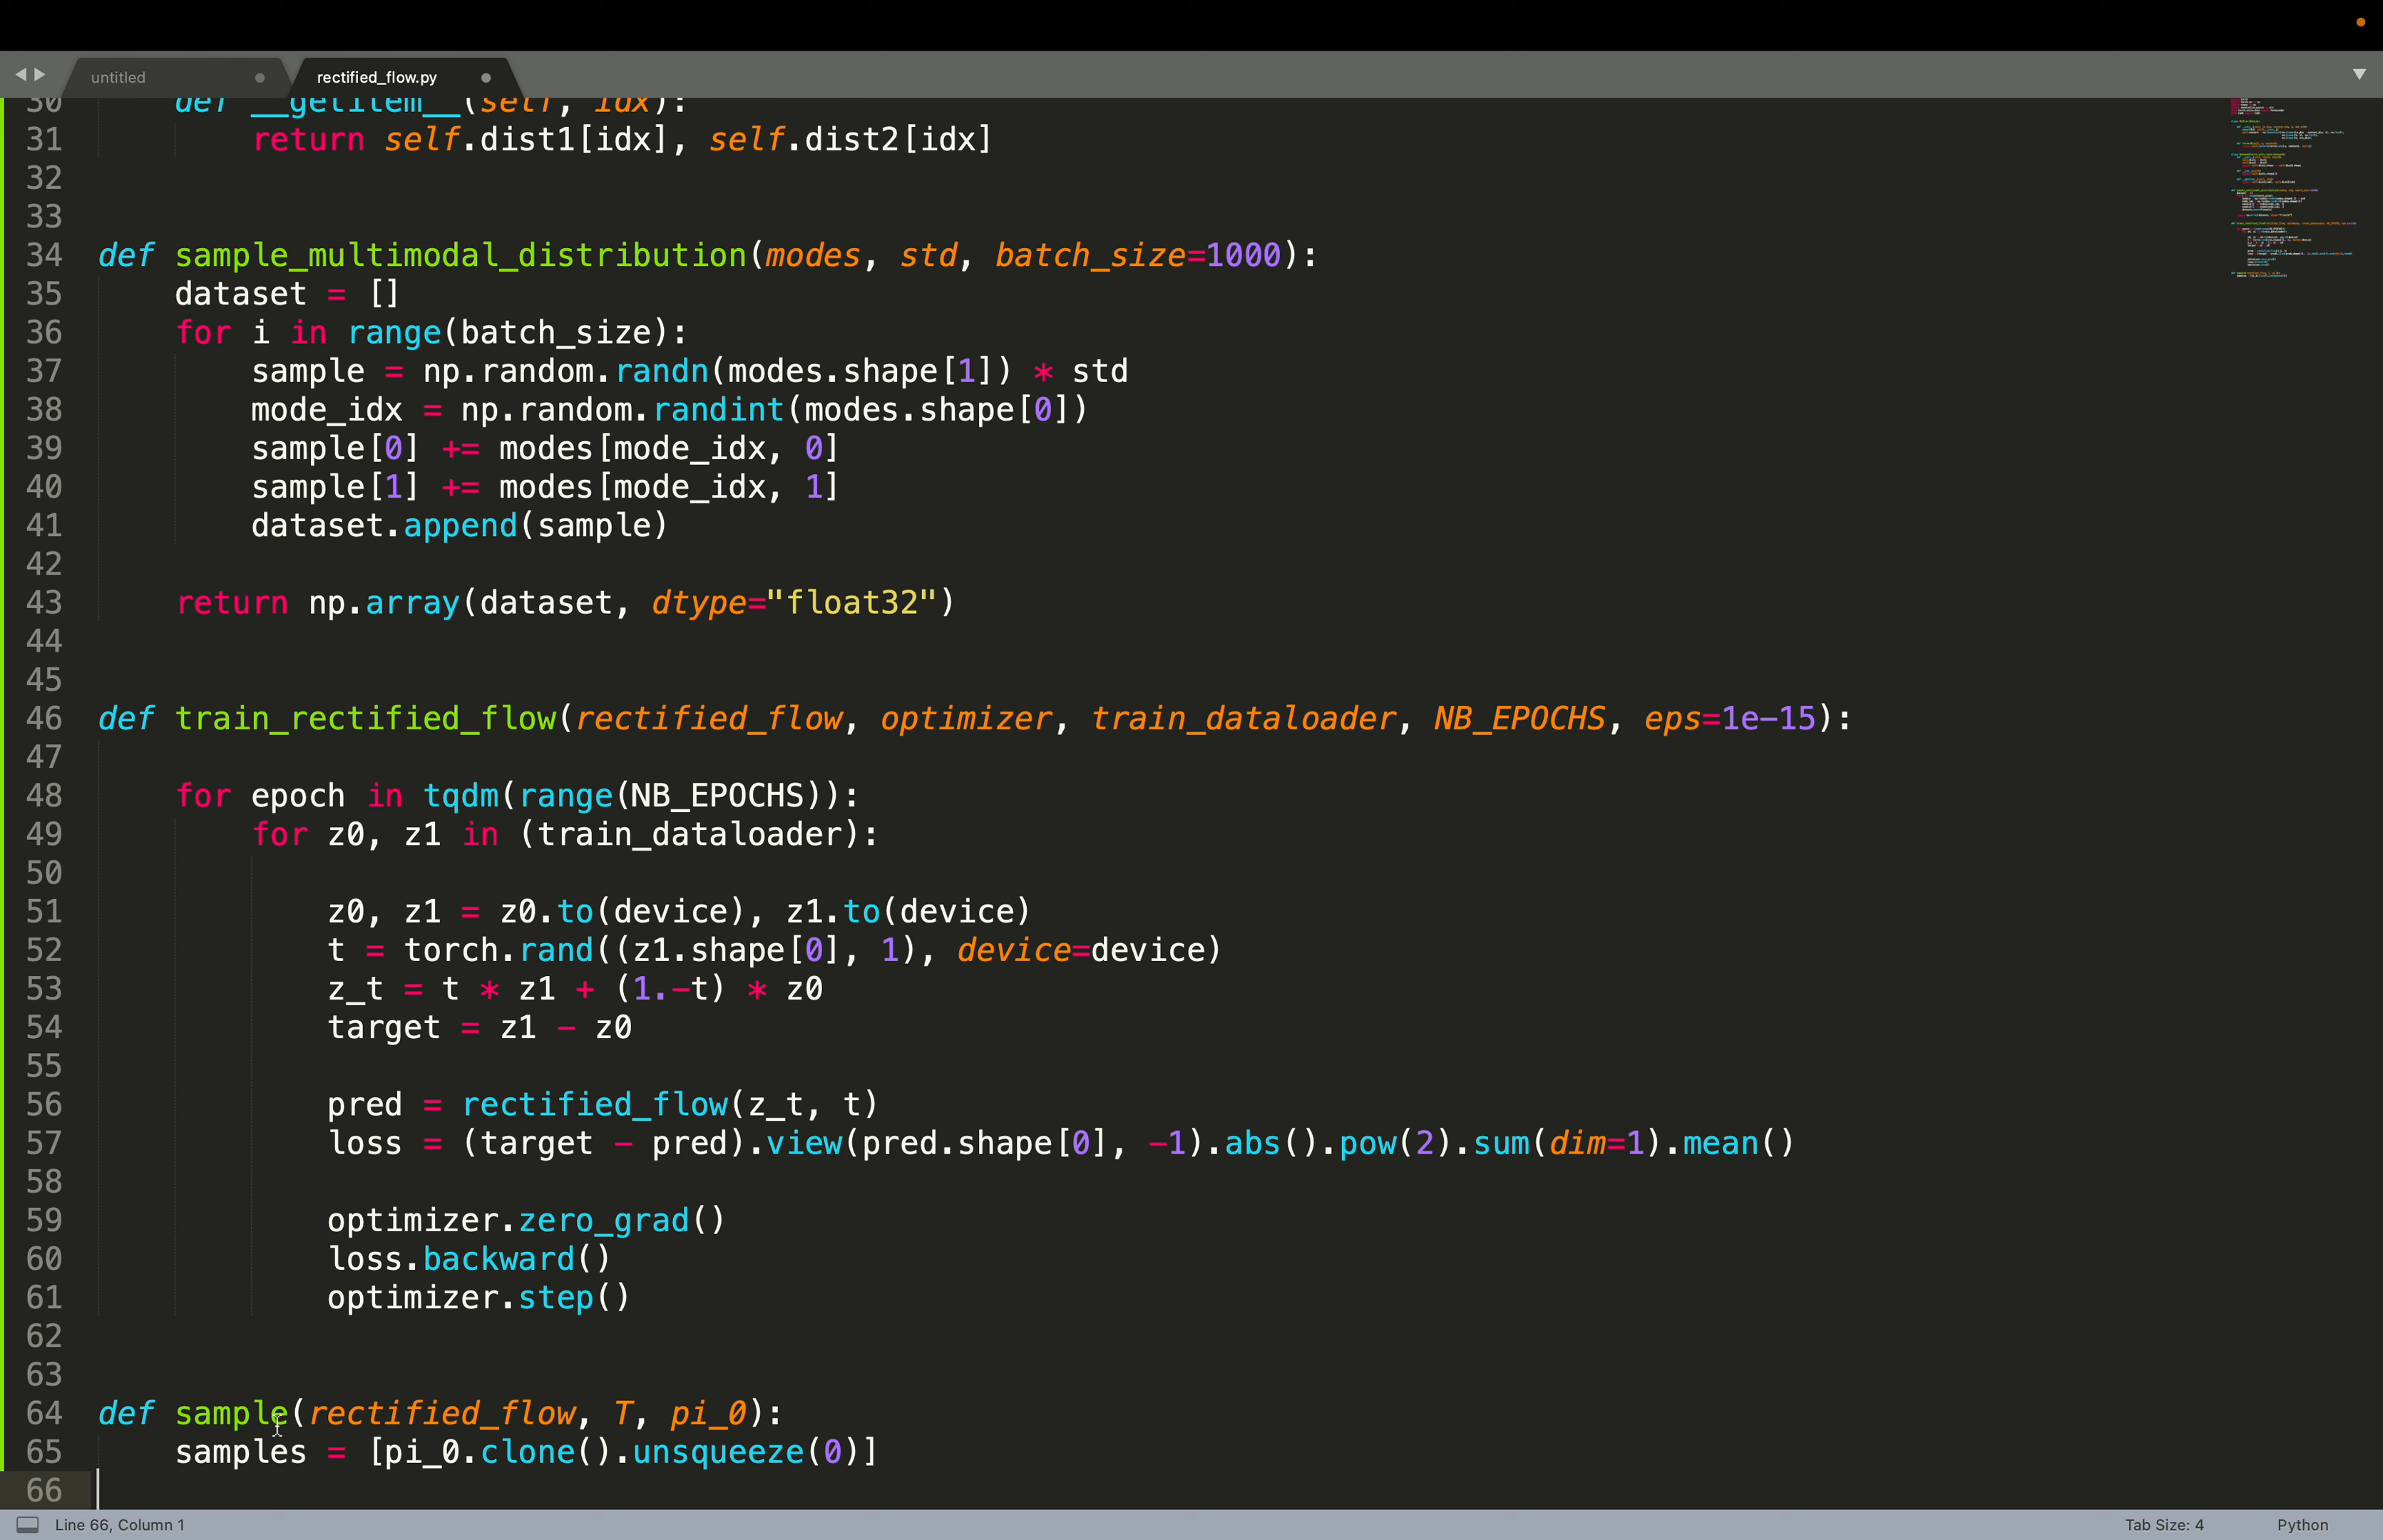 untitled
rectified_flow.py
30 def __getitem__(self, idx):
31 return self.dist1[idx], self.dist2[idx]
32
33
34 def sample_multimodal_distribution(modes, std, batch_size=1000):
35 dataset = []
36 for i in range(batch_size):
37 sample = np.random.randn(modes.shape[1]) * std
38 mode_idx = np.random.randint(modes.shape[0])
39 sample[0] += modes[mode_idx, 0]
40 sample[1] += modes[mode_idx, 1]
41 dataset.append(sample)
42
43 return np.array(dataset, dtype="float32")
44
45
46 def train_rectified_flow(rectified_flow, optimizer, train_dataloader, NB_EPOCHS, eps=1e-15):
47
48 for epoch in tqdm(range(NB_EPOCHS)):
49 for z0, z1 in (train_dataloader):
50
51 z0, z1 = z0.to(device), z1.to(device)
52 t = torch.rand((z1.shape[0], 1), device=device)
53 z_t = t * z1 + (1.-t) * z0
54 target = z1 - z0
55
56 pred = rectified_flow(z_t, t)
57 loss = (target - pred).view(pred.shape[0], -1).abs().pow(2).sum(dim=1).mean()
58
59 optimizer.zero_grad()
60 loss.backward()
61 optimizer.step()
62
63
64 def sample(rectified_flow, T, pi_0):
65 samples = [pi_0.clone().unsqueeze(0)]
66
Line 66, Column 1
Tab Size: 4
Python